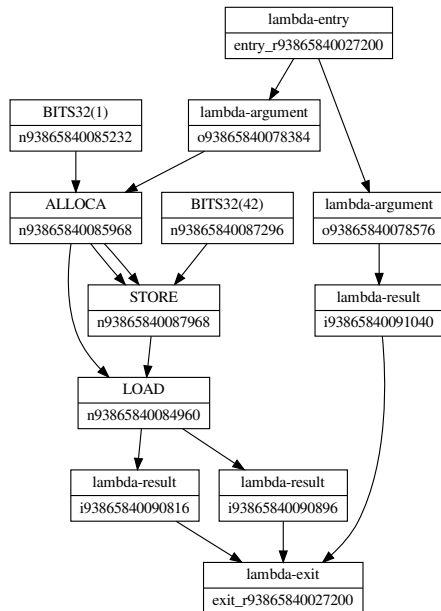 lambda-entry
entry_r93865840027200
BITS32(1)
n93865840085232
lambda-argument
o93865840078384
ALLOCA
n93865840085968
BITS32(42)
n93865840087296
lambda-argument
o93865840078576
STORE
n93865840087968
lambda-result
i93865840091040
LOAD
n93865840084960
lambda-result
i93865840090816
lambda-result
i93865840090896
lambda-exit
exit_r93865840027200